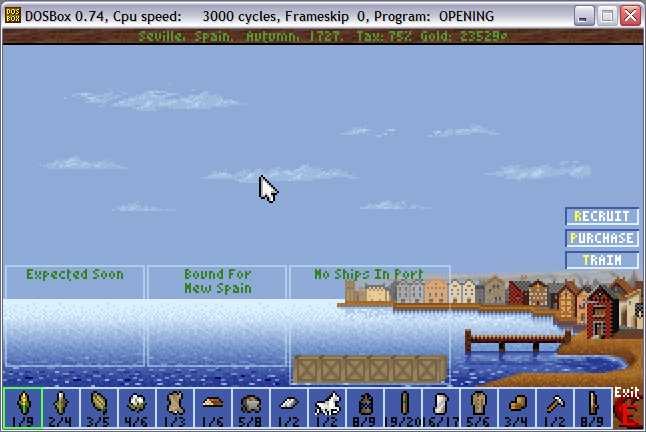 DOSBox 0.74, Cpu speed: 3000 cycles, Frameskip 0, Program: OPENING
Seville, Spain. Autumn, 1727. Tax: 75% Gold: 23529°
RECRUIT
PURCHASE
TRAIN
Expected Soon
Bound For
New Spain
No Ships In Port
Exit
1/9 2/4 3/5 4/6 1/3 1/6 5/8 1/2 1/2 8/9 19/20 16/17 5/6 3/4 1/2 8/9
E